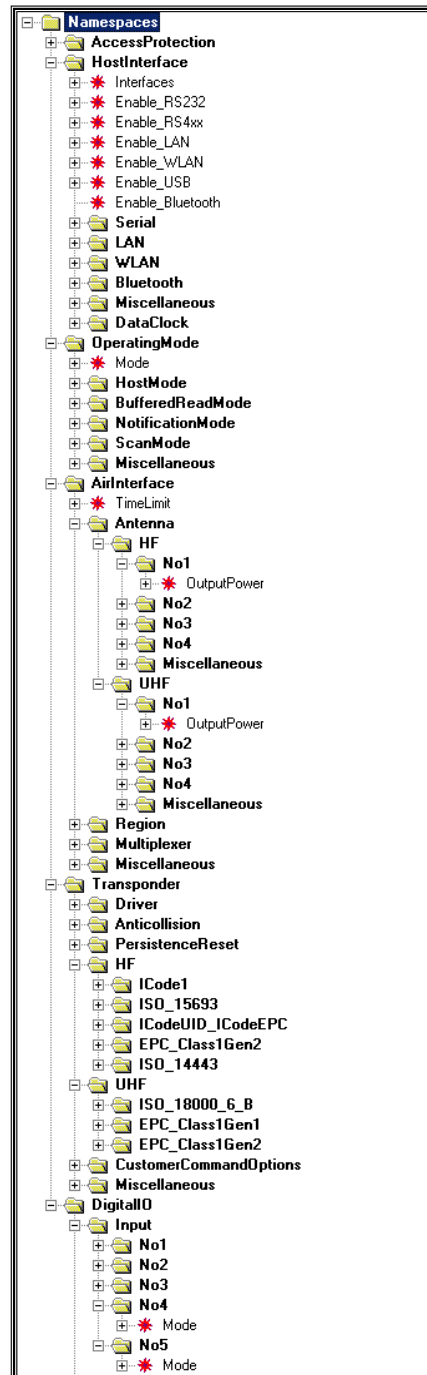 Namespaces
AccessProtection
HostInterface
Interfaces
Enable_RS232
Enable_RS4xx
Enable_LAN
Enable_WLAN
Enable_USB
Enable_Bluetooth
Serial
LAN
WLAN
Bluetooth
Miscellaneous
DataClock
OperatingMode
Mode
HostMode
BufferedReadMode
NotificationMode
ScanMode
Miscellaneous
AirInterface
TimeLimit
Antenna
HF
No1
OutputPower
No2
No3
No4
Miscellaneous
UHF
No1
OutputPower
No2
No3
No4
Miscellaneous
Region
Multiplexer
Miscellaneous
Transponder
Driver
Anticollision
PersistenceReset
HF
ICode1
ISO_15693
ICodeUID_ICodeEPC
EPC_Class1Gen2
ISO_14443
UHF
ISO_18000_6_B
EPC_Class1Gen1
EPC_Class1Gen2
CustomerCommandOptions
Miscellaneous
DigitalIO
Input
No1
No2
No3
No4
Mode
No5
Mode